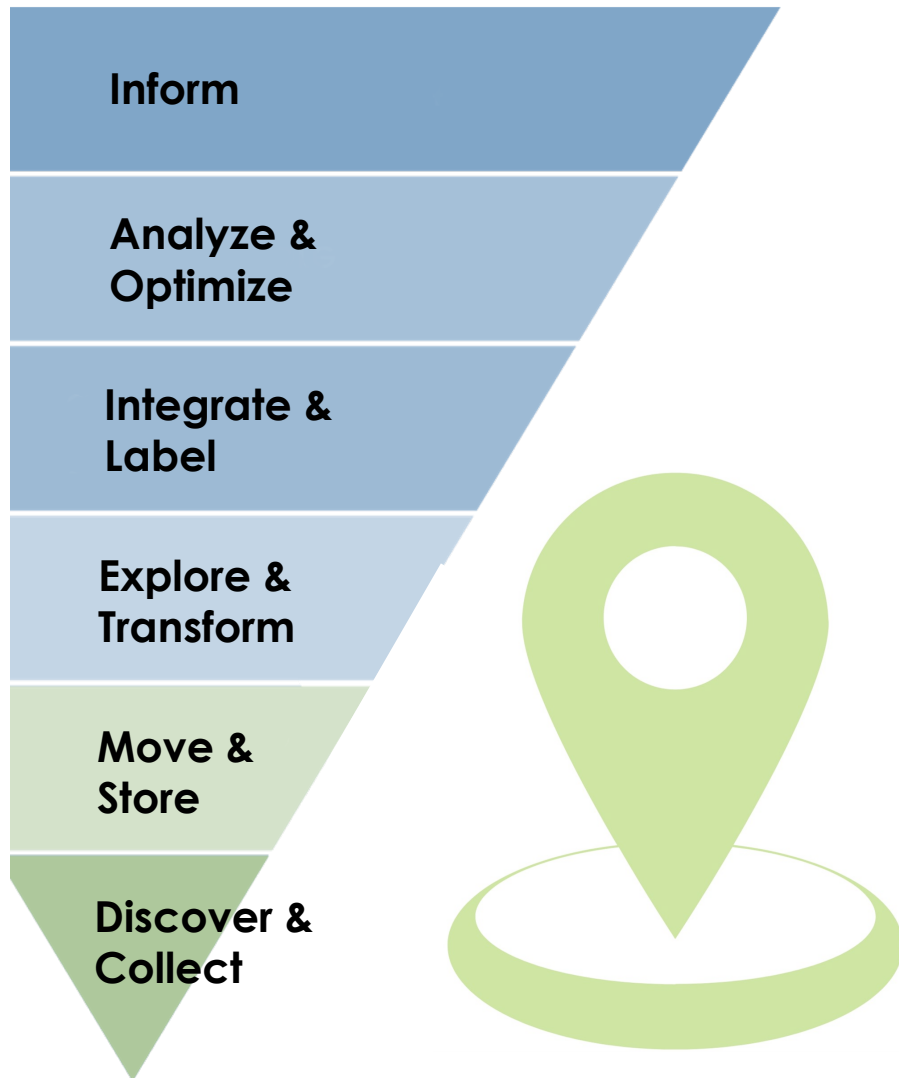 Inform
Analyze &
Optimize
Integrate &
Label
Explore &
Transform
Move &
Store
Discover &
Collect